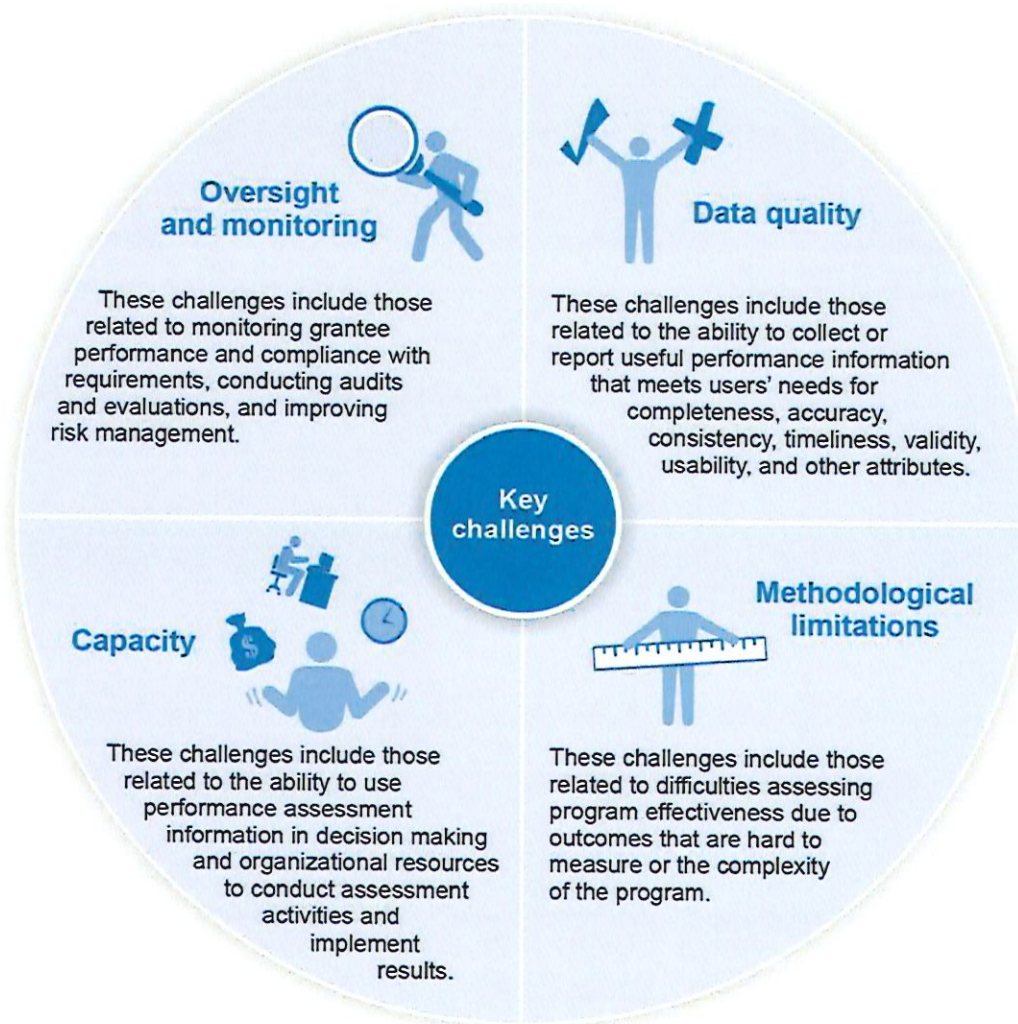 Oversight
and monitoring
These challenges include those
related to monitoring grantee
performance and compliance with
requirements, conducting audits
and evaluations, and improving
risk management.
Data quality
These challenges include those
related to the ability to collect or
report useful performance information
that meets users' needs for
completeness, accuracy,
consistency, timeliness, validity,
usability, and other attributes.
Key
challenges
Capacity
$
These challenges include those
related to the ability to use
performance assessment
information in decision making
and organizational resources
to conduct assessment
activities and
implement
results.
Methodological
limitations
These challenges include those
related to difficulties assessing
program effectiveness due to
outcomes that are hard to
measure or the complexity
of the program.